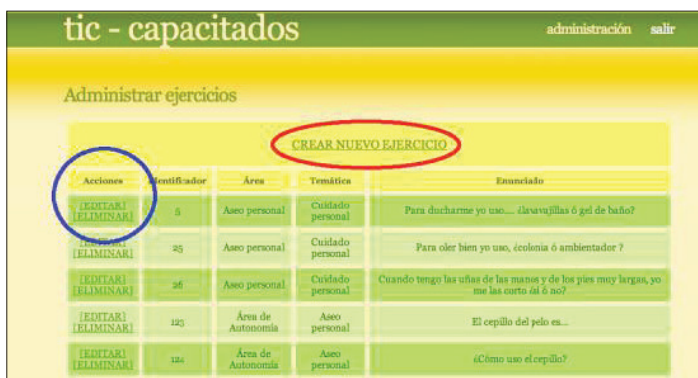 tic - capacitados
administración salir
Administrar ejercicios
CREAR NUEVO EJERCICIO
Acciones Identificador Área Temática Enunciado
[EDITAR]
[ELIMINAR] 5 Aseo personal Cuidado personal Para ducharme yo uso.... ¿lavavajillas ó gel de baño?
[EDITAR]
[ELIMINAR] 25 Aseo personal Cuidado personal Para oler bien yo uso, ¿colonia ó ambientador ?
[EDITAR]
[ELIMINAR] 26 Aseo personal Cuidado personal Cuando tengo las uñas de las manos y de los pies muy largas, yo
me las corto ¿si ó no?
[EDITAR]
[ELIMINAR] 123 Área de Autonomía Aseo personal El cepillo del pelo es...
[EDITAR]
[ELIMINAR] 124 Área de Autonomía Aseo personal ¿Cómo uso el cepillo?